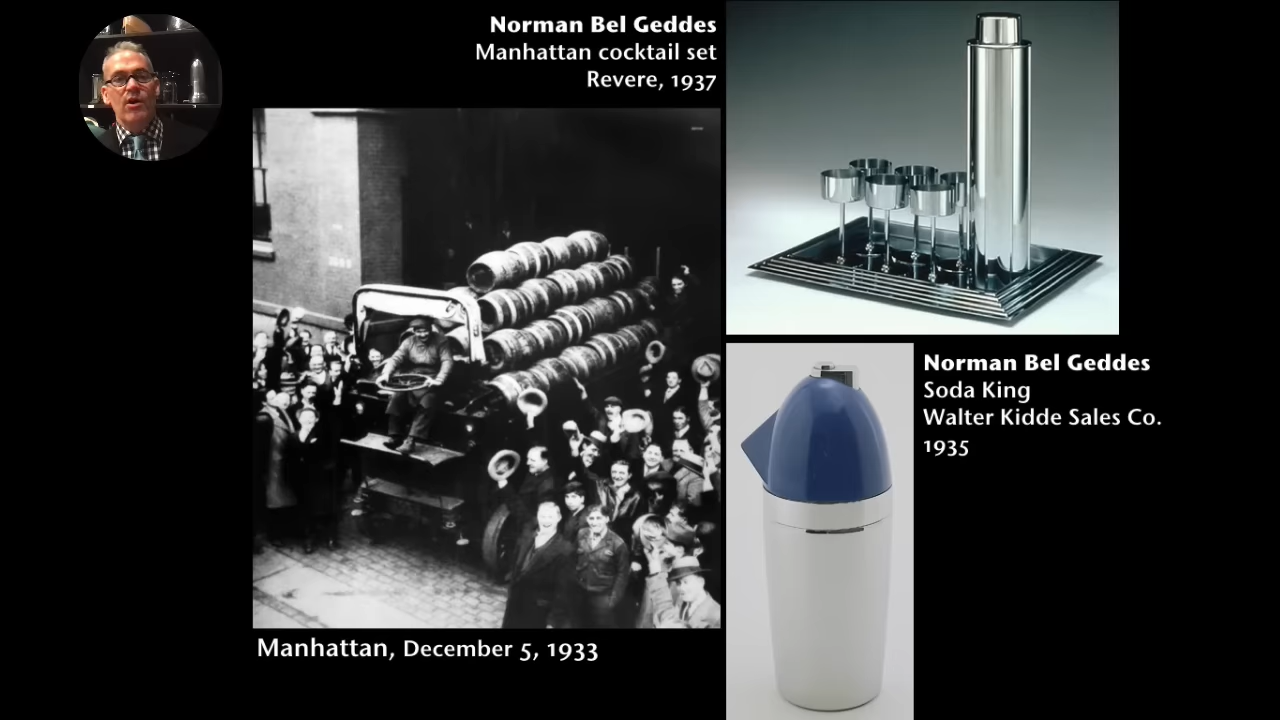 Norman Bel Geddes
Manhattan cocktail set
Revere, 1937
Norman Bel Geddes
Soda King
Walter Kidde Sales Co.
1935
Manhattan, December 5, 1933